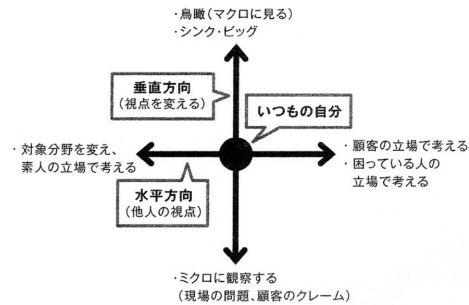 ・鳥瞰(マクロに見る)
・シンク・ビッグ
垂直方向
(視点を変える)
いつもの自分
・対象分野を変え、
素人の立場で考える
・顧客の立場で考える
・困っている人の
立場で考える
水平方向
(他人の視点)
・ミクロに観察する
(現場の問題、顧客のクレーム)